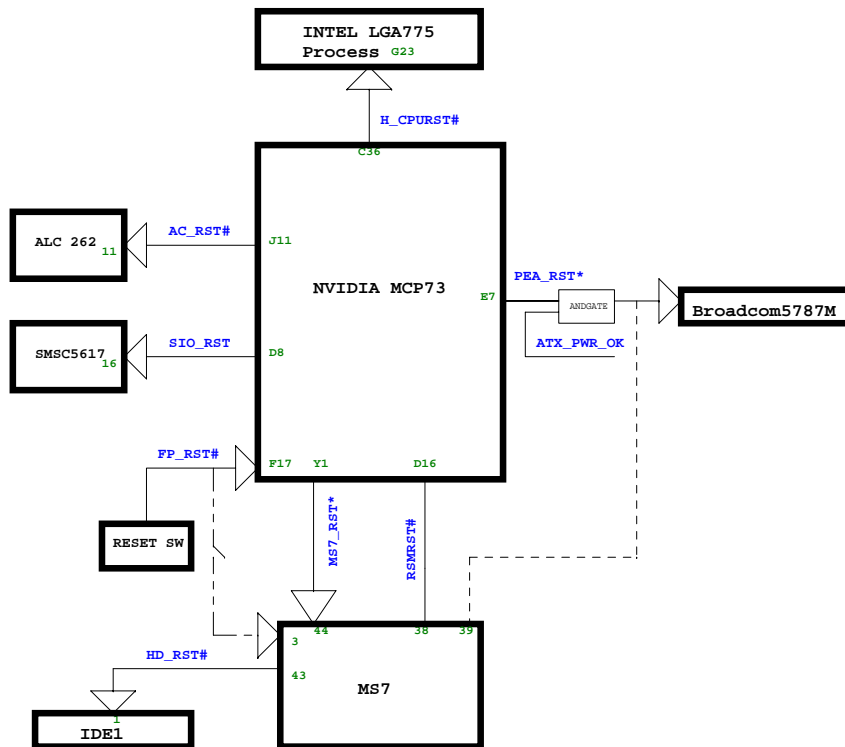 INTEL LGA775
Process G23
H_CPURST#
C36
ALC 262
11
AC_RST#
J11
NVIDIA MCP73
PEA_RST*
E7
ANDGATE
Broadcom5787M
ATX_PWR_OK
SMSC5617
16
SIO_RST
D8
FP_RST#
F17
Y1
D16
RESET SW
MS7_RST*
RSMRST#
44
38
39
3
HD_RST#
43
MS7
1
IDE1